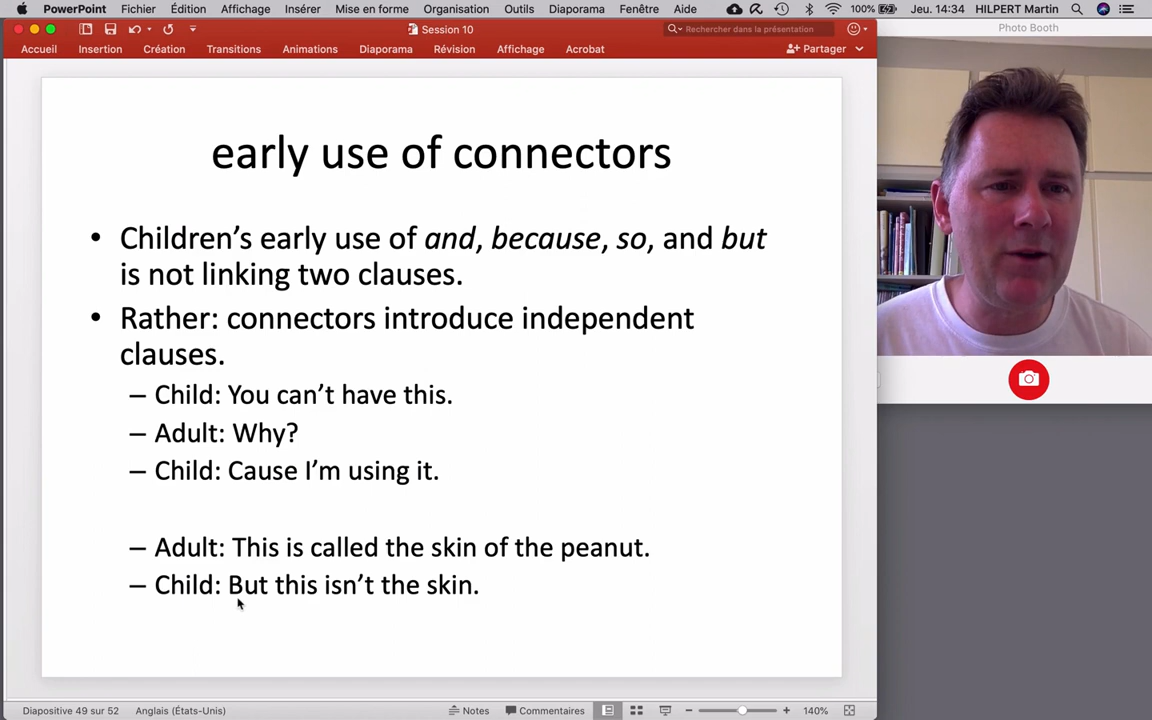 PowerPoint Fichier Édition Affichage Insérer Mise en forme Organisation Outils Diaporama Fenêtre Aide 100% Jeu. 14:34 HILPERT Martin
Session 10
Rechercher dans la présentation
Photo Booth
Accueil Insertion Création Transitions Animations Diaporama Révision Affichage Acrobat Partager
early use of connectors
• Children’s early use of and, because, so, and but
is not linking two clauses.
• Rather: connectors introduce independent
clauses.
– Child: You can’t have this.
– Adult: Why?
– Child: Cause I’m using it.
– Adult: This is called the skin of the peanut.
– Child: But this isn’t the skin.
Diapositive 49 sur 52 Anglais (États-Unis) Notes Commentaires 140%